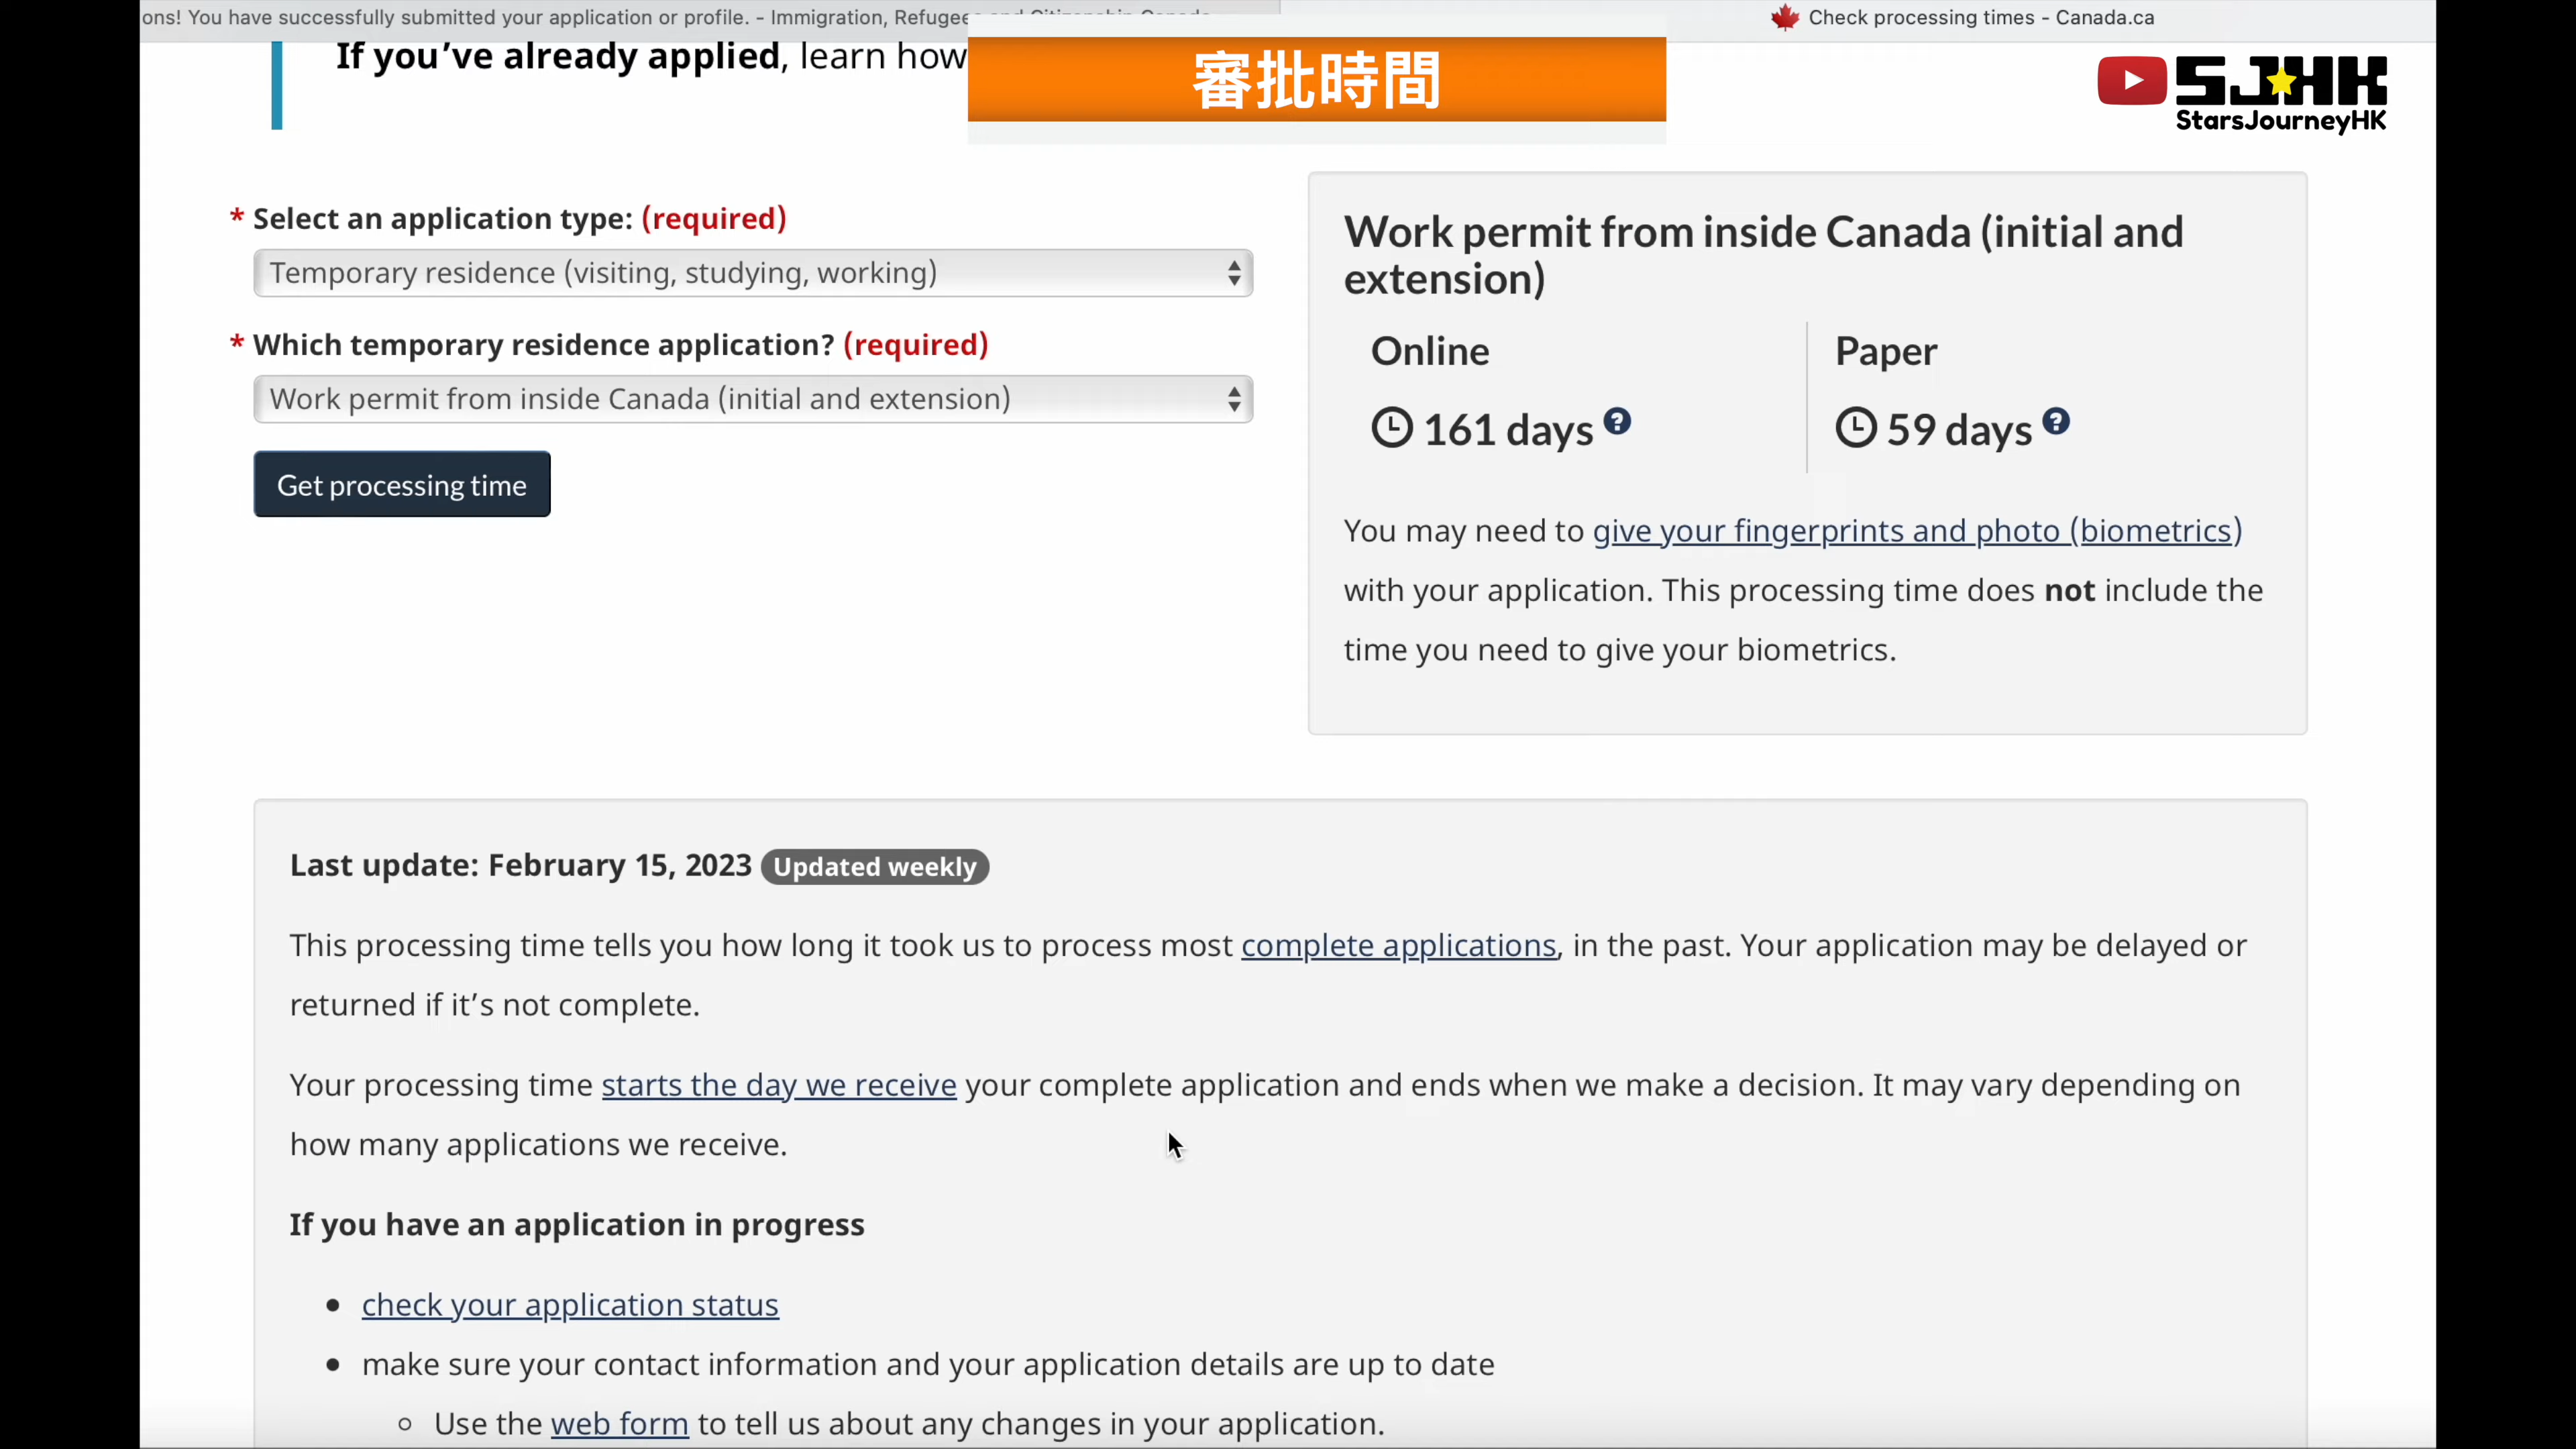 ons! You have successfully submitted your application or profile. - Immigration, Refugees and Citizenship Canada
Check processing times - Canada.ca
If you've already applied, learn how
審批時間
SJHK
StarsJourneyHK
* Select an application type: (required)
Temporary residence (visiting, studying, working)
* Which temporary residence application? (required)
Work permit from inside Canada (initial and extension)
Get processing time
Work permit from inside Canada (initial and
extension)
Online
161 days ?
Paper
59 days ?
You may need to give your fingerprints and photo (biometrics)
with your application. This processing time does not include the
time you need to give your biometrics.
Last update: February 15, 2023 Updated weekly
This processing time tells you how long it took us to process most complete applications, in the past. Your application may be delayed or
returned if it's not complete.
Your processing time starts the day we receive your complete application and ends when we make a decision. It may vary depending on
how many applications we receive.
If you have an application in progress
• check your application status
• make sure your contact information and your application details are up to date
○ Use the web form to tell us about any changes in your application.